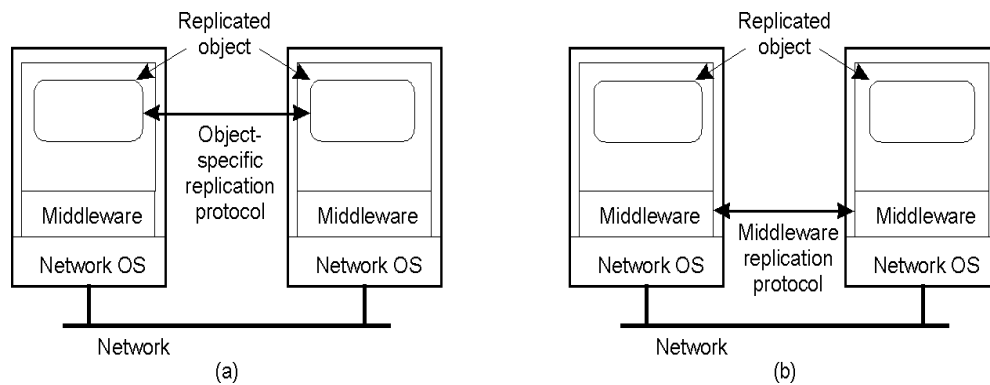 Replicated
object
Object-
specific
replication
protocol
Middleware
Middleware
Network OS
Network OS
Network
(a)
Replicated
object
Middleware
Middleware
Middleware
replication
protocol
Network OS
Network OS
Network
(b)